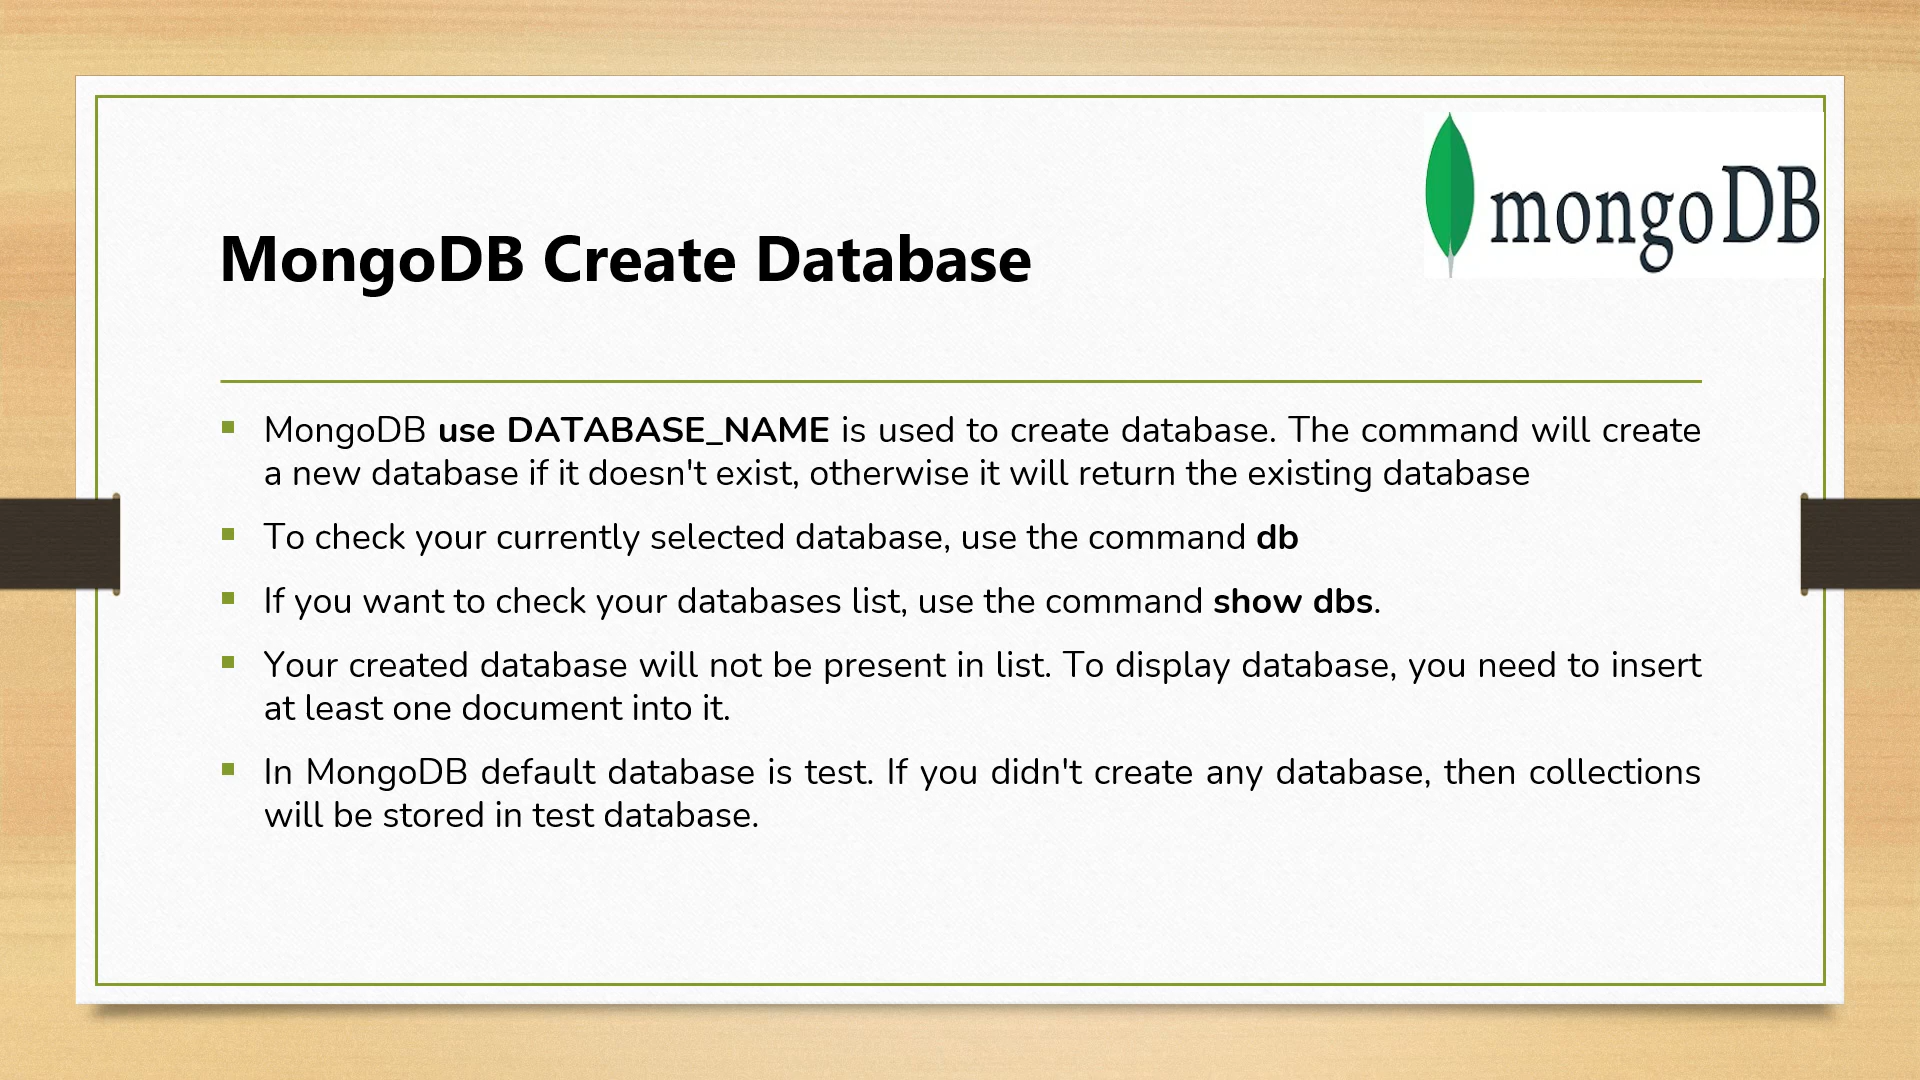 mongoDB
MongoDB Create Database
MongoDB use DATABASE_NAME is used to create database. The command will create
a new database if it doesn't exist, otherwise it will return the existing database
To check your currently selected database, use the command db
If you want to check your databases list, use the command show dbs.
Your created database will not be present in list. To display database, you need to insert
at least one document into it.
In MongoDB default database is test. If you didn't create any database, then collections
will be stored in test database.